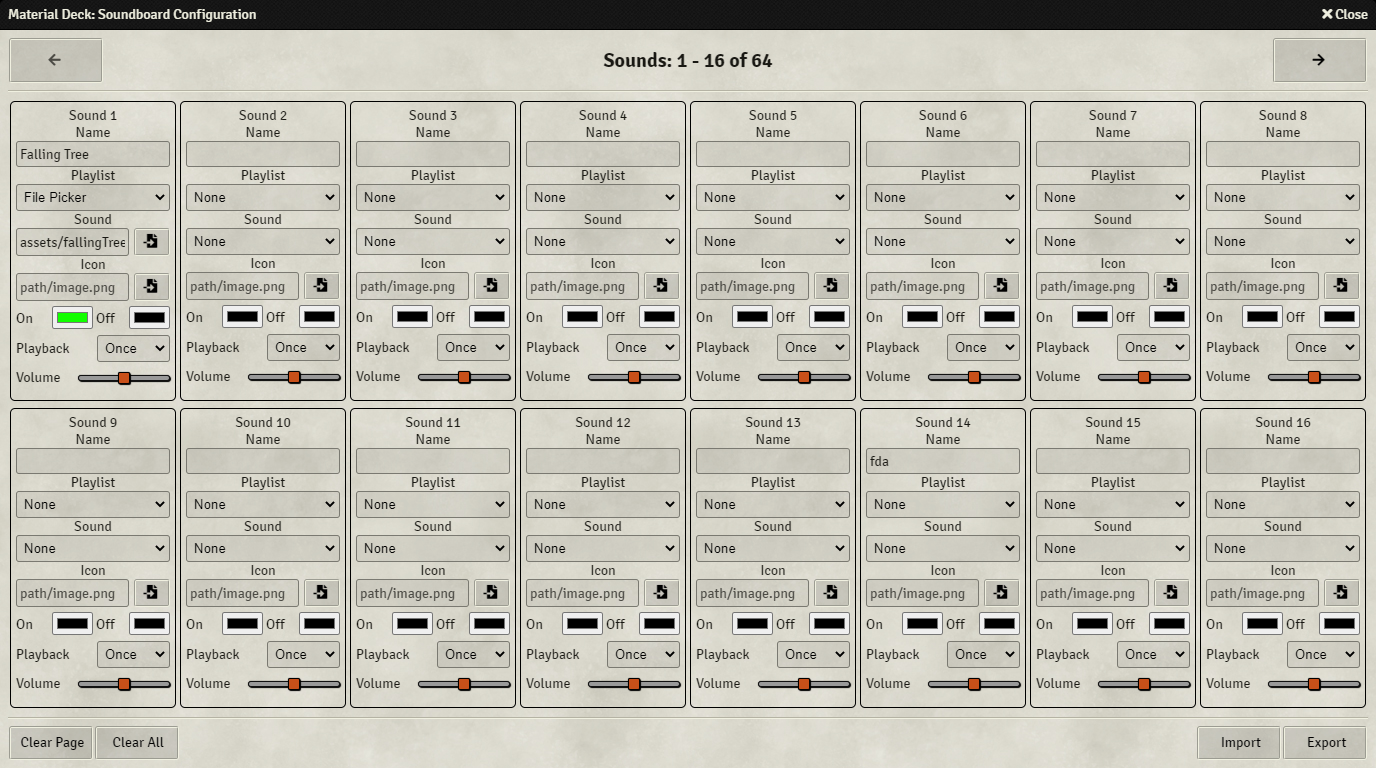 Material Deck: Soundboard Configuration Close
Sounds: 1 - 16 of 64
Sound 1 Sound 2 Sound 3 Sound 4 Sound 5 Sound 6 Sound 7 Sound 8
Name Name Name Name Name Name Name Name
Falling Tree
Playlist Playlist Playlist Playlist Playlist Playlist Playlist Playlist
File Picker None None None None None None None
Sound Sound Sound Sound Sound Sound Sound Sound
assets/fallingTree None None None None None None None
Icon Icon Icon Icon Icon Icon Icon Icon
path/image.png path/image.png path/image.png path/image.png path/image.png path/image.png path/image.png path/image.png
On Off On Off On Off On Off On Off On Off On Off On Off
Playback Once Playback Once Playback Once Playback Once Playback Once Playback Once Playback Once Playback Once
Volume Volume Volume Volume Volume Volume Volume Volume
Sound 9 Sound 10 Sound 11 Sound 12 Sound 13 Sound 14 Sound 15 Sound 16
Name Name Name Name Name Name Name Name
fda
Playlist Playlist Playlist Playlist Playlist Playlist Playlist Playlist
None None None None None None None None
Sound Sound Sound Sound Sound Sound Sound Sound
None None None None None None None None
Icon Icon Icon Icon Icon Icon Icon Icon
path/image.png path/image.png path/image.png path/image.png path/image.png path/image.png path/image.png path/image.png
On Off On Off On Off On Off On Off On Off On Off On Off
Playback Once Playback Once Playback Once Playback Once Playback Once Playback Once Playback Once Playback Once
Volume Volume Volume Volume Volume Volume Volume Volume
Clear Page Clear All Import Export